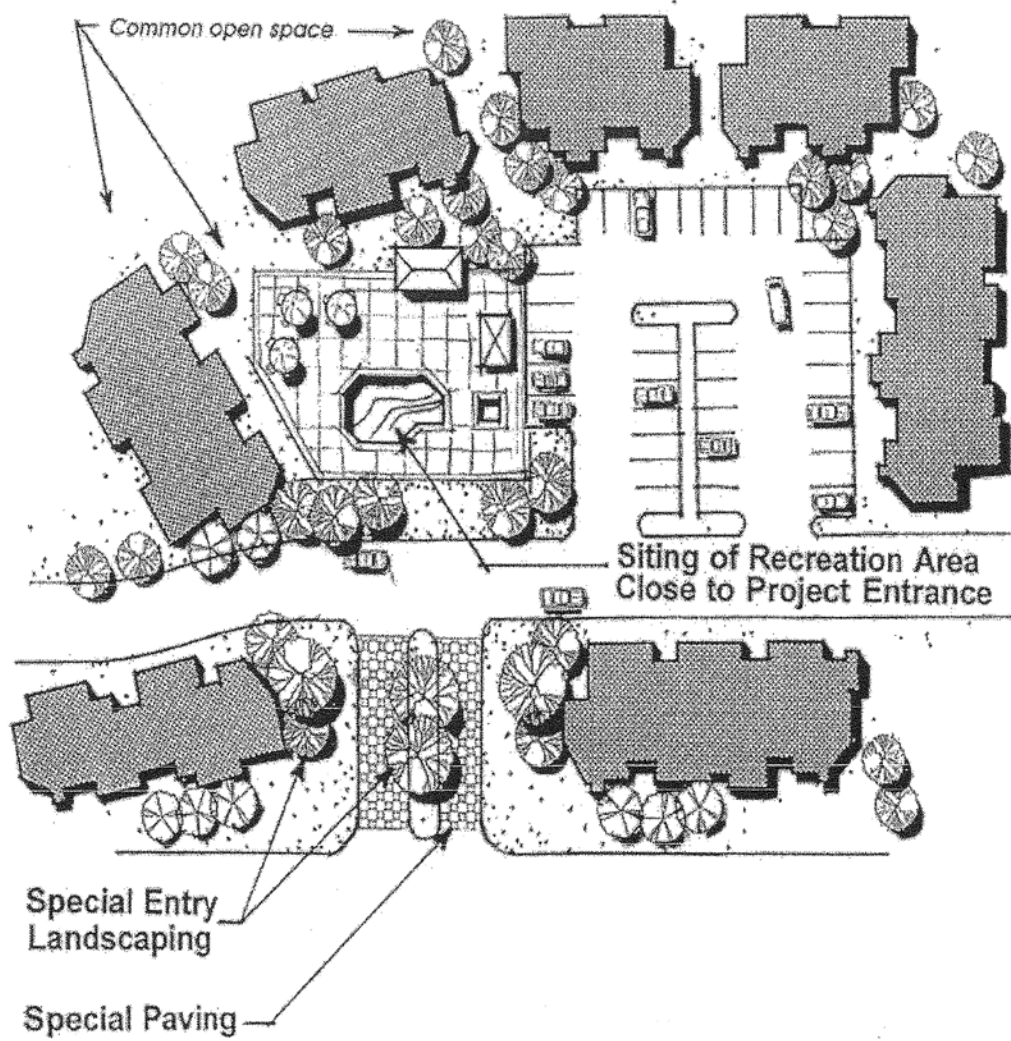 Common open space
Siting of Recreation Area
Close to Project Entrance
Special Entry
Landscaping
Special Paving